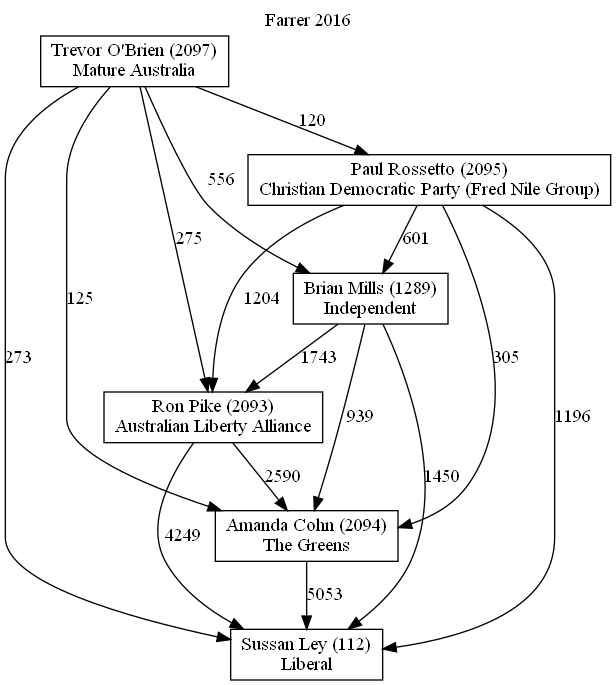 Farrer 2016
Trevor O'Brien (2097)
Mature Australia
120
Paul Rossetto (2095)
Christian Democratic Party (Fred Nile Group)
556
275
601
Brian Mills (1289)
Independent
125
1204
273
1743
305
Ron Pike (2093)
Australian Liberty Alliance
939
1196
2590
1450
4249
Amanda Cohn (2094)
The Greens
5053
Sussan Ley (112)
Liberal